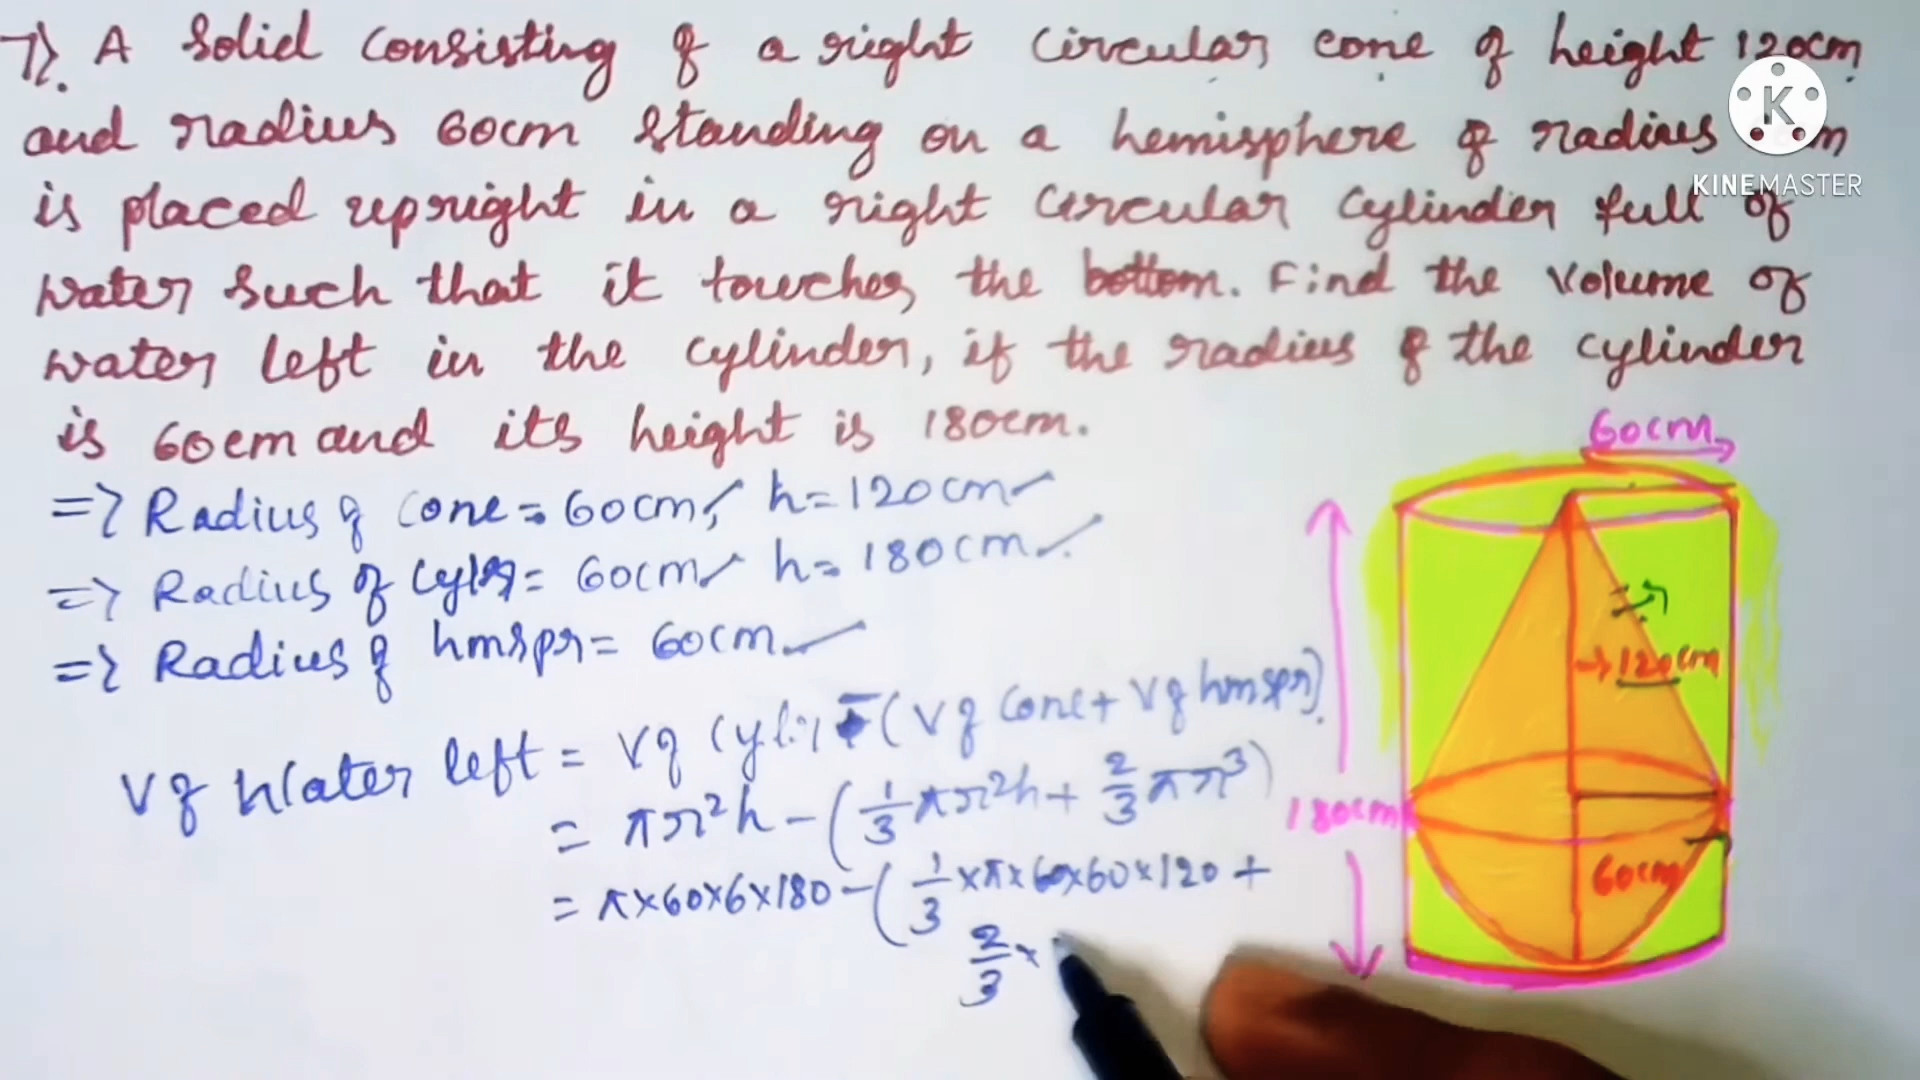 7). A solid consisting of a right circular cone of height 120cm
and radius 60cm standing on a hemisphere of radius
is placed upright in a right circular cylinder full of
water such that it touches the bottom. Find the volume of
water left in the cylinder, if the radius of the cylinder
is 60cm and its height is 180cm.
=> Radius of Cone = 60cm, h = 120cm
=> Radius of = 60cm h = 180cm
=> Radius of hmspr = 60cm
V of Water left = V of - (V of Cone + V of hmspr)
= πr²h - (1/3 πr²h + 2/3 πr³)
= π×60×6×180 - (1/3 ×π×60×60×120 +
2/3 ×
60cm
120cm
180cm
60cm
K
KINEMASTER